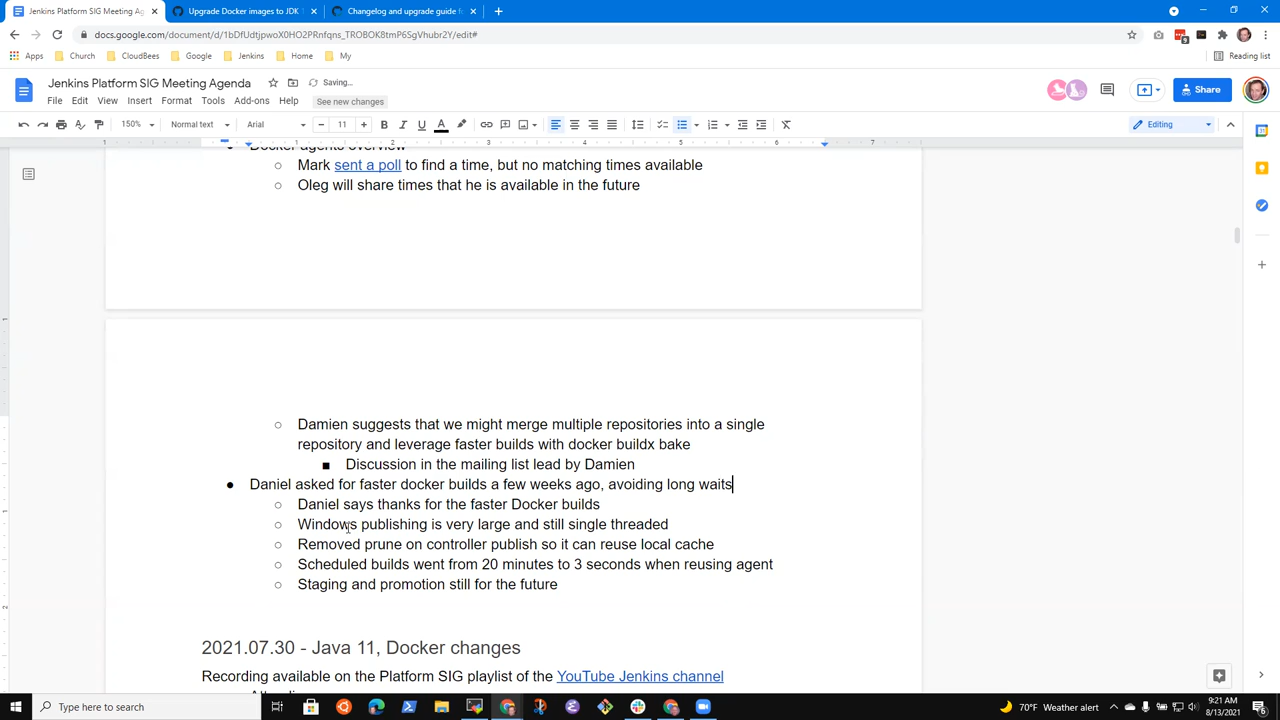 Jenkins Platform SIG Meeting Ag
Upgrade Docker images to JDK
Changelog and upgrade guide f
docs.google.com/document/d/1bDfUdtjpwoX0HO2PRnfqns_TROBOK8tmP6SgVhubr2Y/edit#
Apps
Church
CloudBees
Google
Jenkins
Home
My
Reading list
Jenkins Platform SIG Meeting Agenda
Saving...
File Edit View Insert Format Tools Add-ons Help
See new changes
Share
150%
Normal text
Arial
11
Editing
1 1 2 3 4 5 6 7
Docker agents overview
Mark sent a poll to find a time, but no matching times available
Oleg will share times that he is available in the future
Damien suggests that we might merge multiple repositories into a single
repository and leverage faster builds with docker buildx bake
Discussion in the mailing list lead by Damien
Daniel asked for faster docker builds a few weeks ago, avoiding long waits
Daniel says thanks for the faster Docker builds
Windows publishing is very large and still single threaded
Removed prune on controller publish so it can reuse local cache
Scheduled builds went from 20 minutes to 3 seconds when reusing agent
Staging and promotion still for the future
2021.07.30 - Java 11, Docker changes
Recording available on the Platform SIG playlist of the YouTube Jenkins channel
Type here to search
70°F Weather alert
9:21 AM
8/13/2021